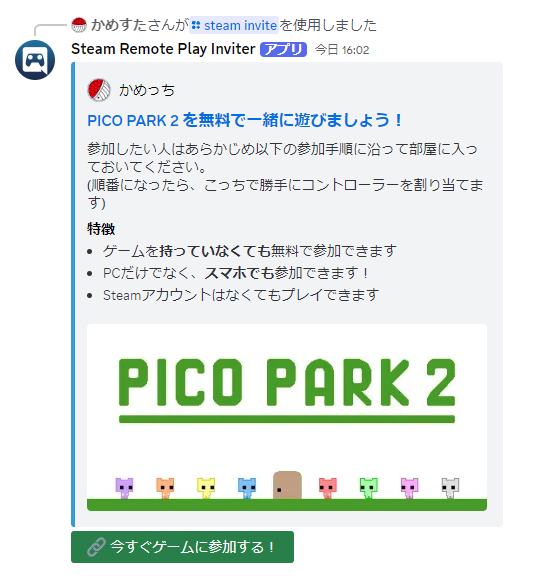 かめすたさんが steam invite を使用しました
Steam Remote Play Inviter アプリ 今日 16:02
かめっち
PICO PARK 2 を無料で一緒に遊びましょう！
参加したい人はあらかじめ以下の参加手順に沿って部屋に入っ
ておいてください。
(順番になったら、こっちで勝手にコントローラーを割り当てま
す)
特徴
• ゲームを持っていなくても無料で参加できます
• PCだけでなく、スマホでも参加できます！
• Steamアカウントはなくてもプレイできます
PICO PARK 2
今すぐゲームに参加する！